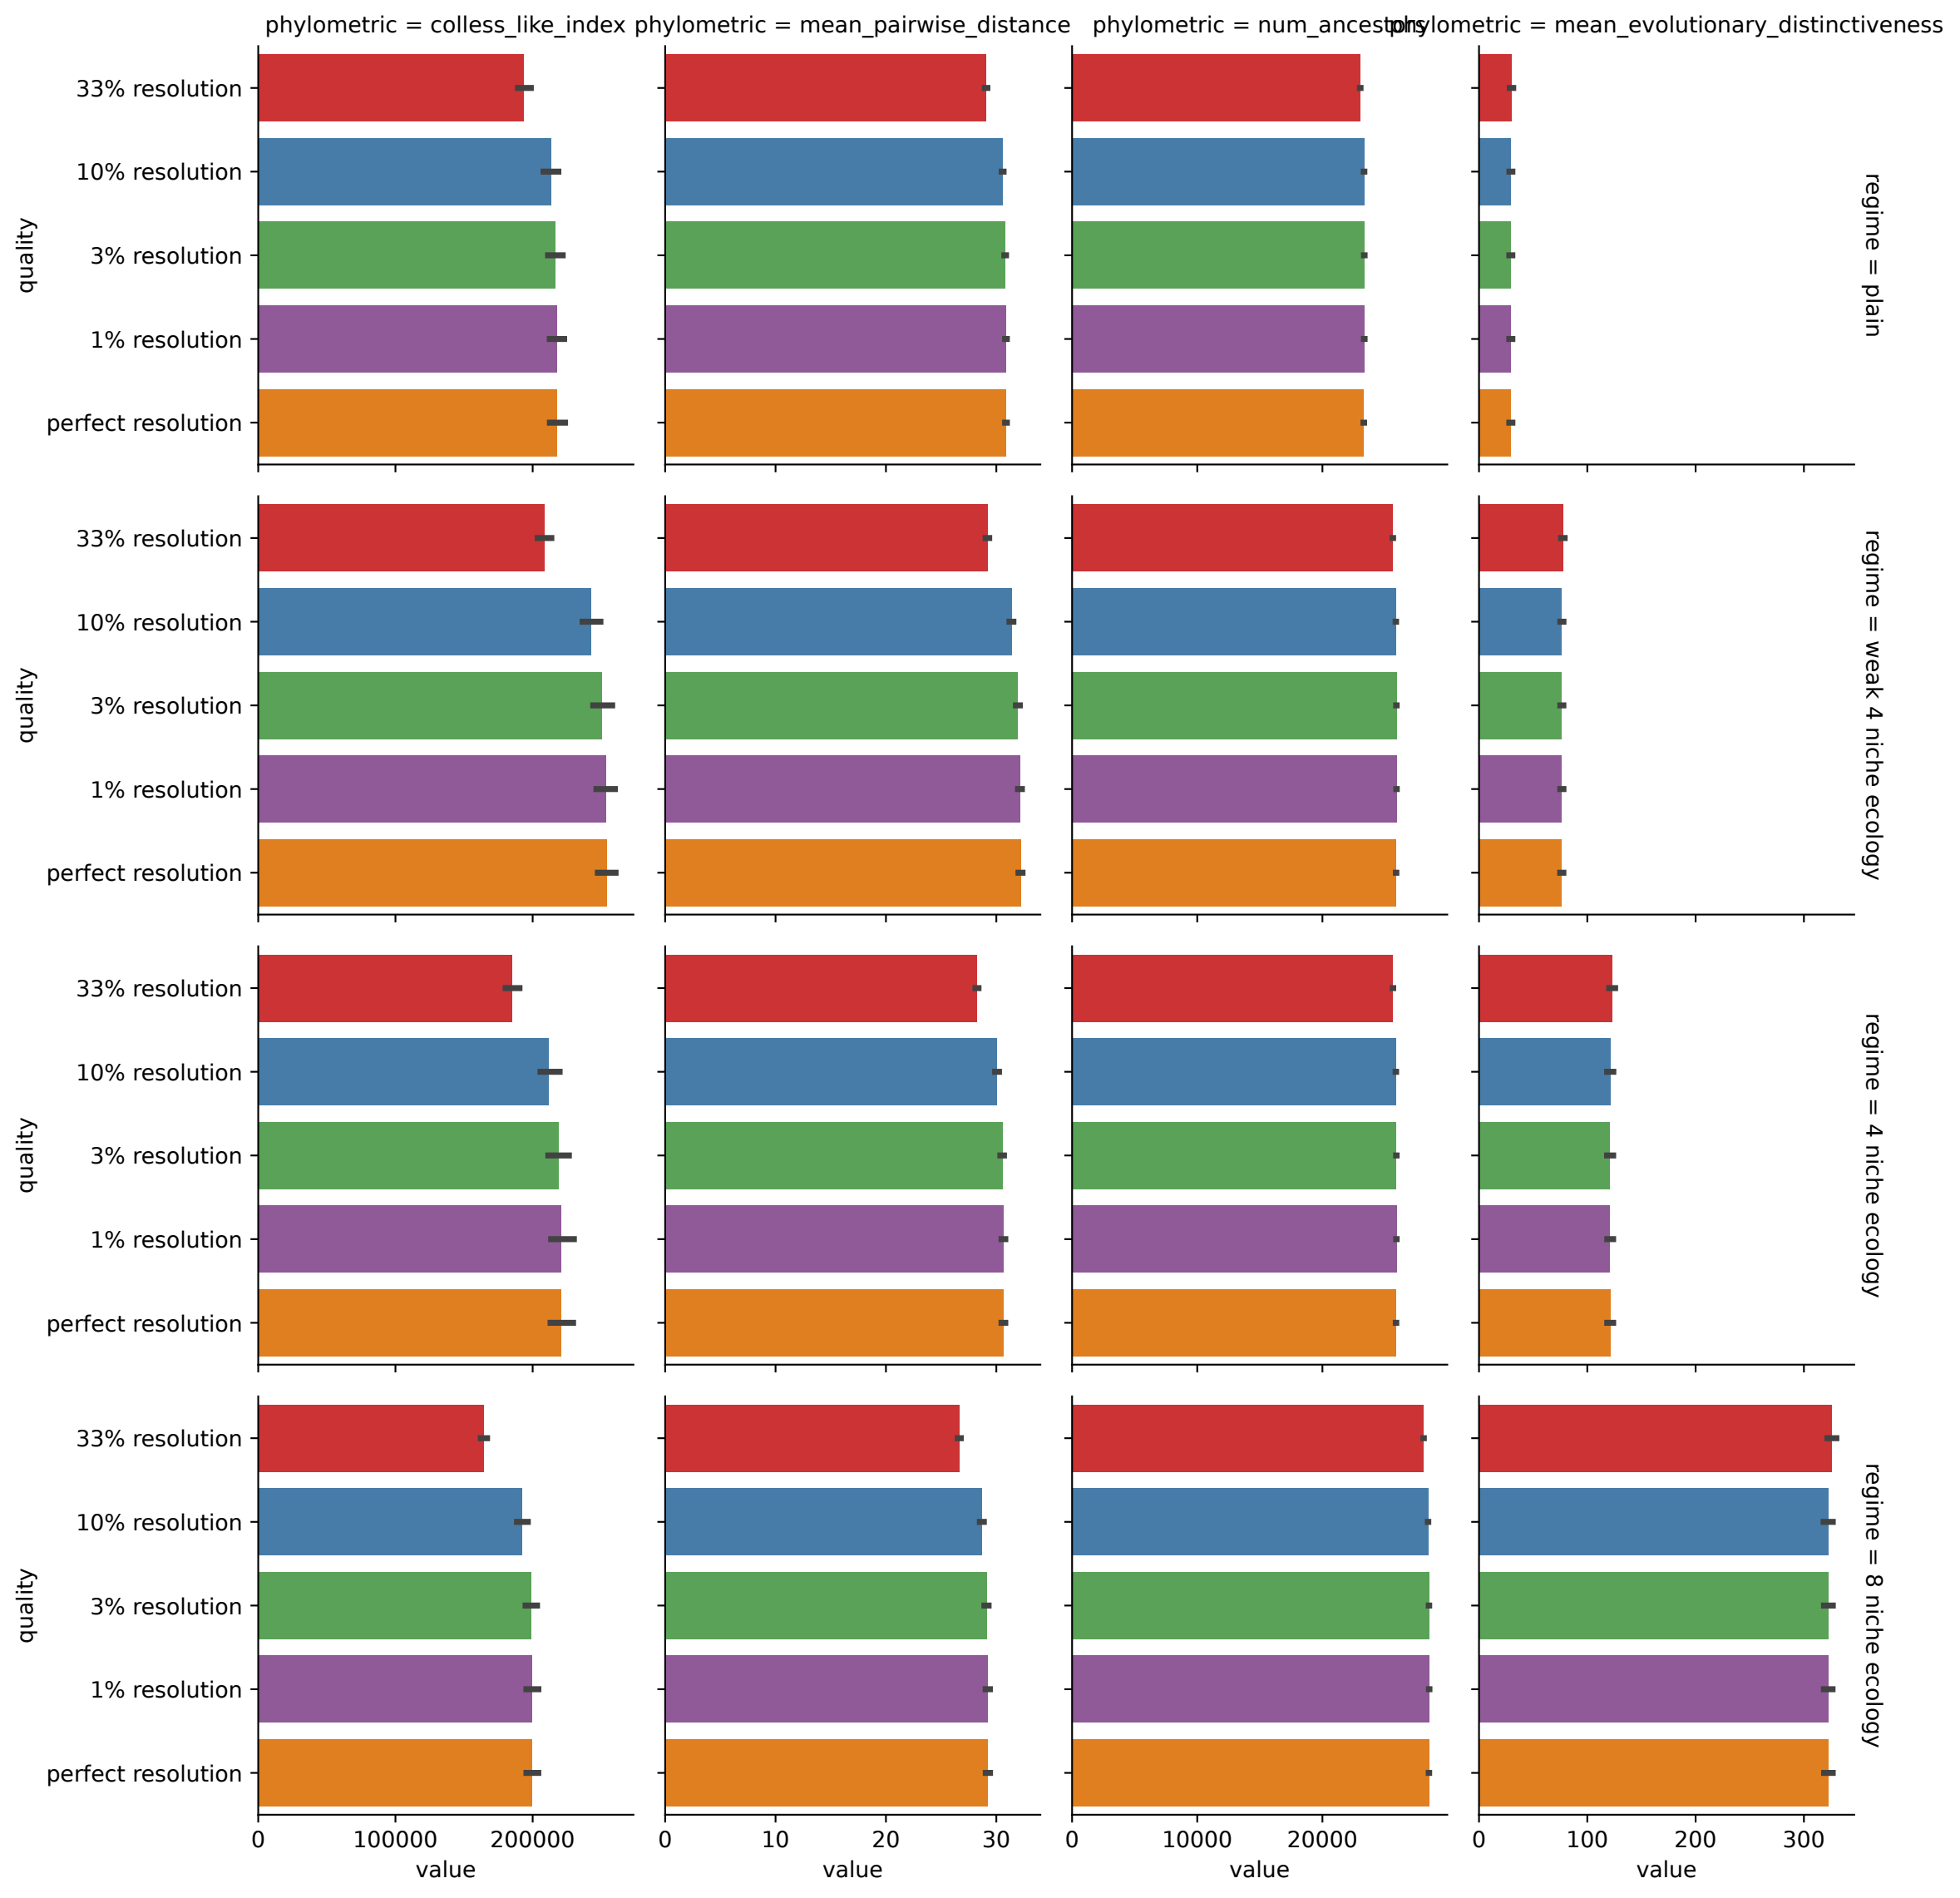 phylometric = colless_like_index
phylometric = mean_pairwise_distance
phylometric = num_ancestors
phylometric = mean_evolutionary_distinctiveness
quality
33% resolution
10% resolution
3% resolution
1% resolution
perfect resolution
regime = plain
quality
33% resolution
10% resolution
3% resolution
1% resolution
perfect resolution
regime = weak 4 niche ecology
quality
33% resolution
10% resolution
3% resolution
1% resolution
perfect resolution
regime = 4 niche ecology
quality
33% resolution
10% resolution
3% resolution
1% resolution
perfect resolution
regime = 8 niche ecology
0 100000 200000
0 10 20 30
0 10000 20000
0 100 200 300
value
value
value
value